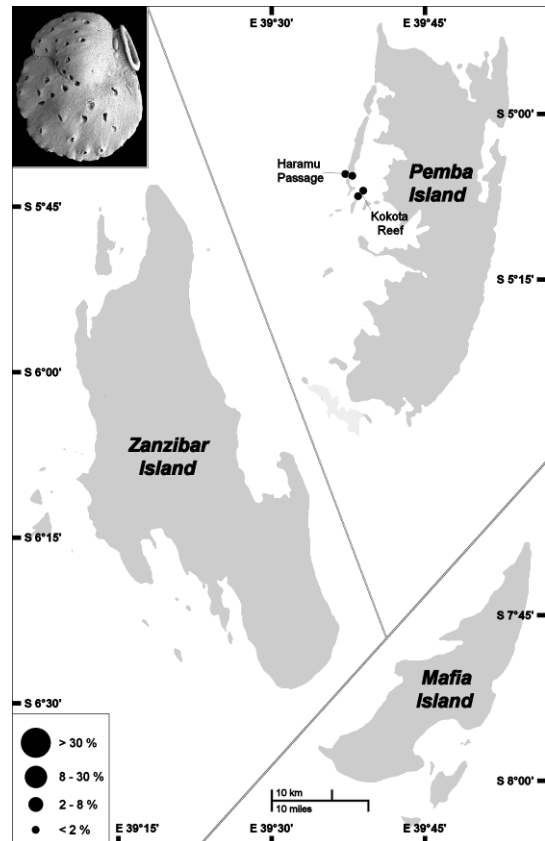 E 39°30'
E 39°45'
S 5°00'
Haramu
Passage
Pemba
Island
Kokota
Reef
S 5°45'
S 5°15'
S 6°00'
Zanzibar
Island
S 6°15'
S 7°45'
Mafia
Island
S 6°30'
> 30 %
8 - 30 %
2 - 8 %
< 2 %
10 km
10 miles
S 8°00'
E 39°15'
E 39°30'
E 39°45'